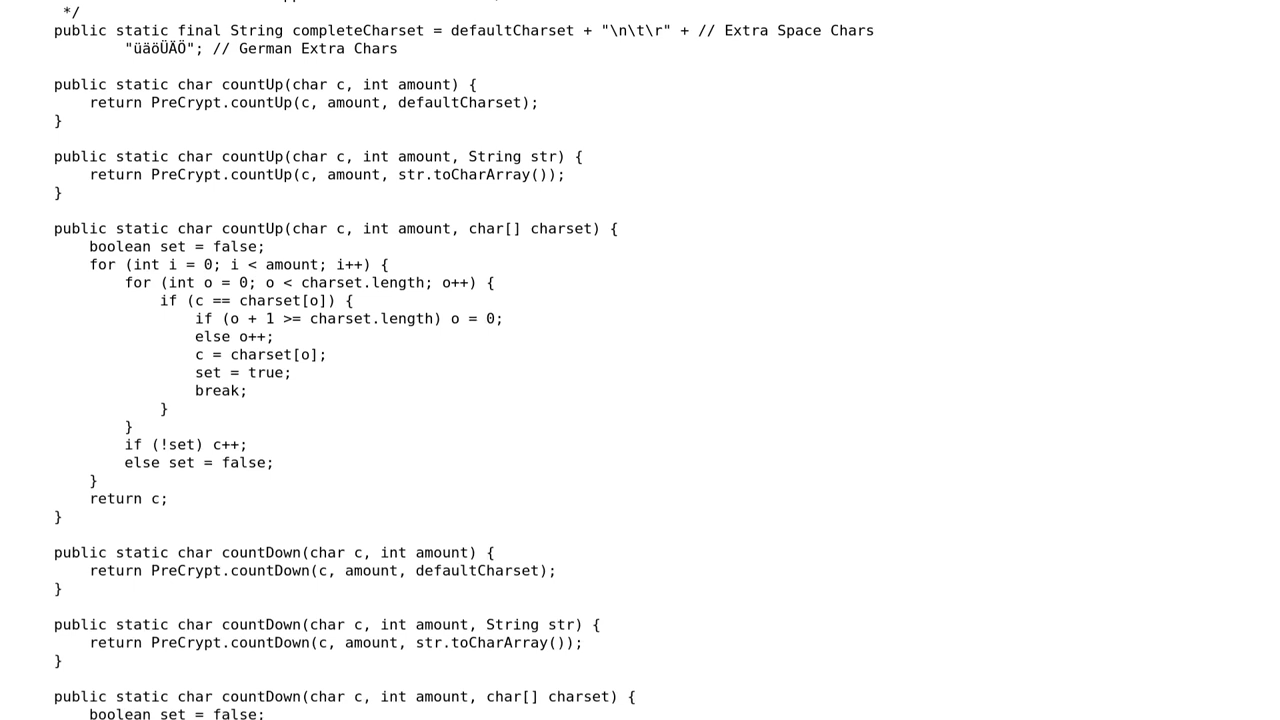 */
public static final String completeCharset = defaultCharset + "\n\t\r" + // Extra Space Chars
"üäöÜÄÖ"; // German Extra Chars
public static char countUp(char c, int amount) {
return PreCrypt.countUp(c, amount, defaultCharset);
}
public static char countUp(char c, int amount, String str) {
return PreCrypt.countUp(c, amount, str.toCharArray());
}
public static char countUp(char c, int amount, char[] charset) {
boolean set = false;
for (int i = 0; i < amount; i++) {
for (int o = 0; o < charset.length; o++) {
if (c == charset[o]) {
if (o + 1 >= charset.length) o = 0;
else o++;
c = charset[o];
set = true;
break;
}
}
if (!set) c++;
else set = false;
}
return c;
}
public static char countDown(char c, int amount) {
return PreCrypt.countDown(c, amount, defaultCharset);
}
public static char countDown(char c, int amount, String str) {
return PreCrypt.countDown(c, amount, str.toCharArray());
}
public static char countDown(char c, int amount, char[] charset) {
boolean set = false;